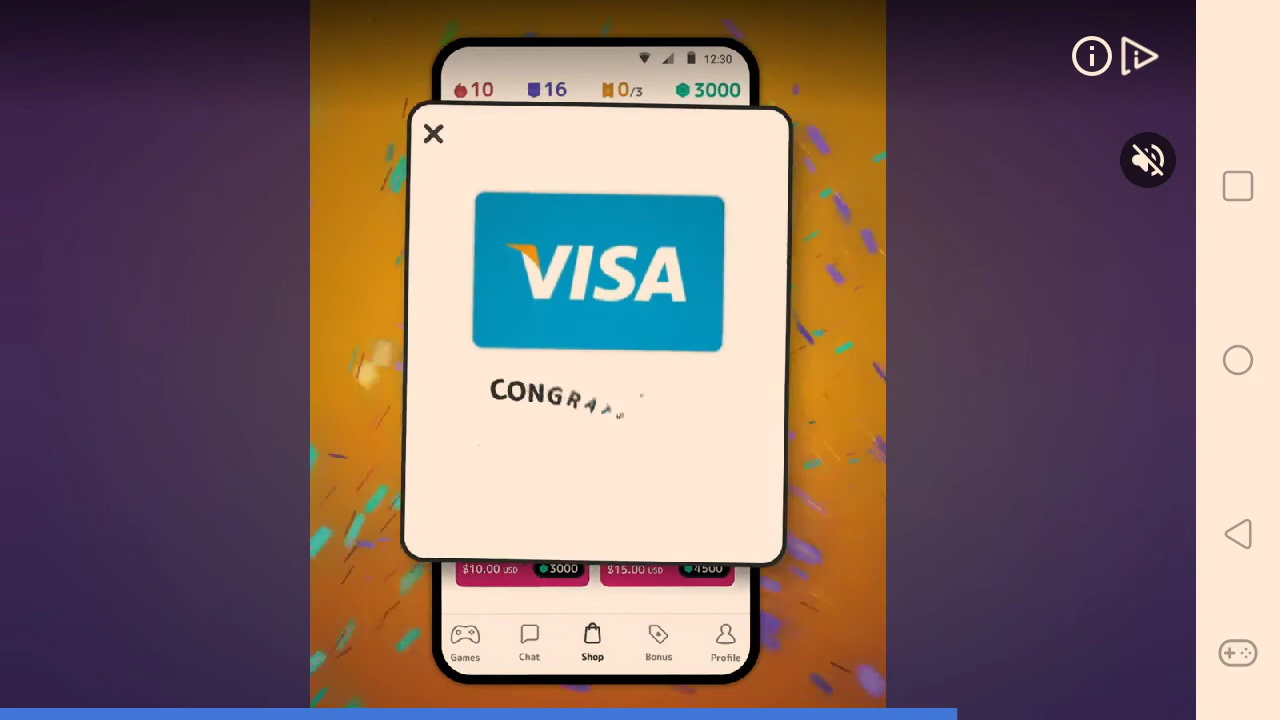 12:30
10 16 0/3 3000
VISA
CONGRA
$10.00 USD 3000 $15.00 USD 4500
Games Chat Shop Bonus Profile